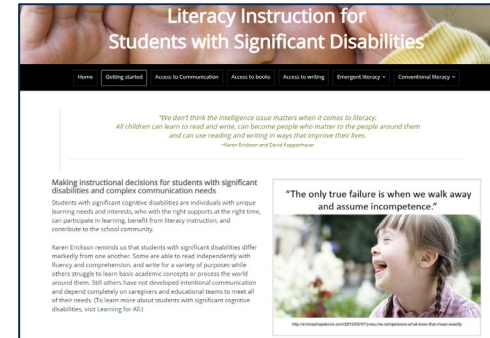 Literacy Instruction for
Students with Significant Disabilities
Home Getting started Access to Communication Access to books Access to writing Emergent literacy Conventional literacy
"We don't think the intelligence issue matters when it comes to literacy.
All children can learn to read and write, can become people who matter to the people around them
and can use reading and writing in ways that improve their lives.
~Karen Erickson and David Koppenhaver
Making instructional decisions for students with significant
disabilities and complex communication needs
Students with significant cognitive disabilities are individuals with unique
learning needs and interests, who with the right supports at the right time,
can participate in learning, benefit from literacy instruction, and
contribute to the school community.
Karen Erickson reminds us that students with significant disabilities differ
markedly from one another. Some are able to read independently with
fluency and comprehension, and write for a variety of purposes while
others struggle to learn basic academic concepts or process the world
around them. Still others have not developed intentional communication
and depend completely on caregivers and educational teams to meet all
of their needs. (To learn more about students with significant cognitive
disabilities, visit Learning for All.)
"The only true failure is when we walk away
and assume incompetence."